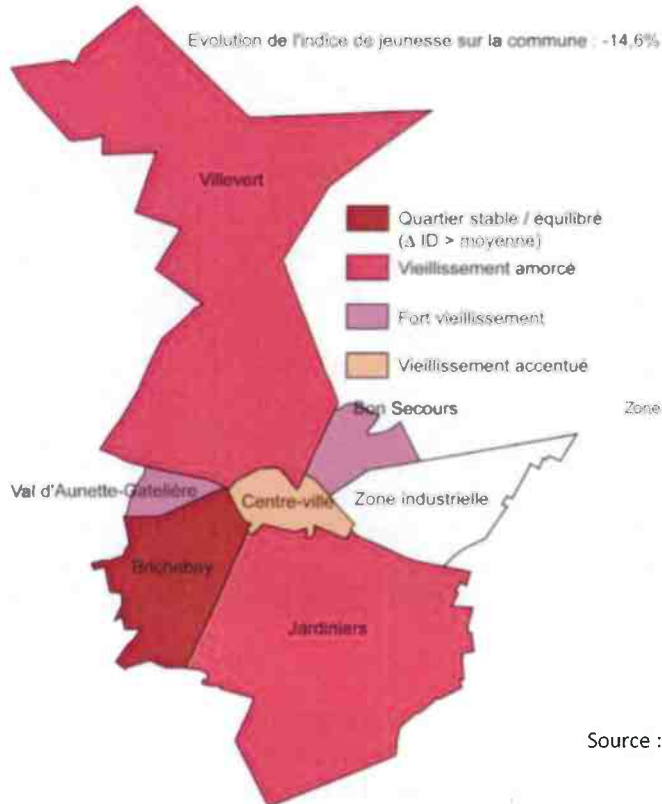 Evolution de l'indice de jeunesse sur la commune : -14,6%
Villevert
Quartier stable / équilibré
(Δ ID > moyenne)
Vieillissement amorcé
Fort vieillissement
Vieillissement accentué
Bon Secours
Zone
Val d'Aunette-Gatelière
Centre-ville
Zone industrielle
Brichebay
Jardiniers
Source :